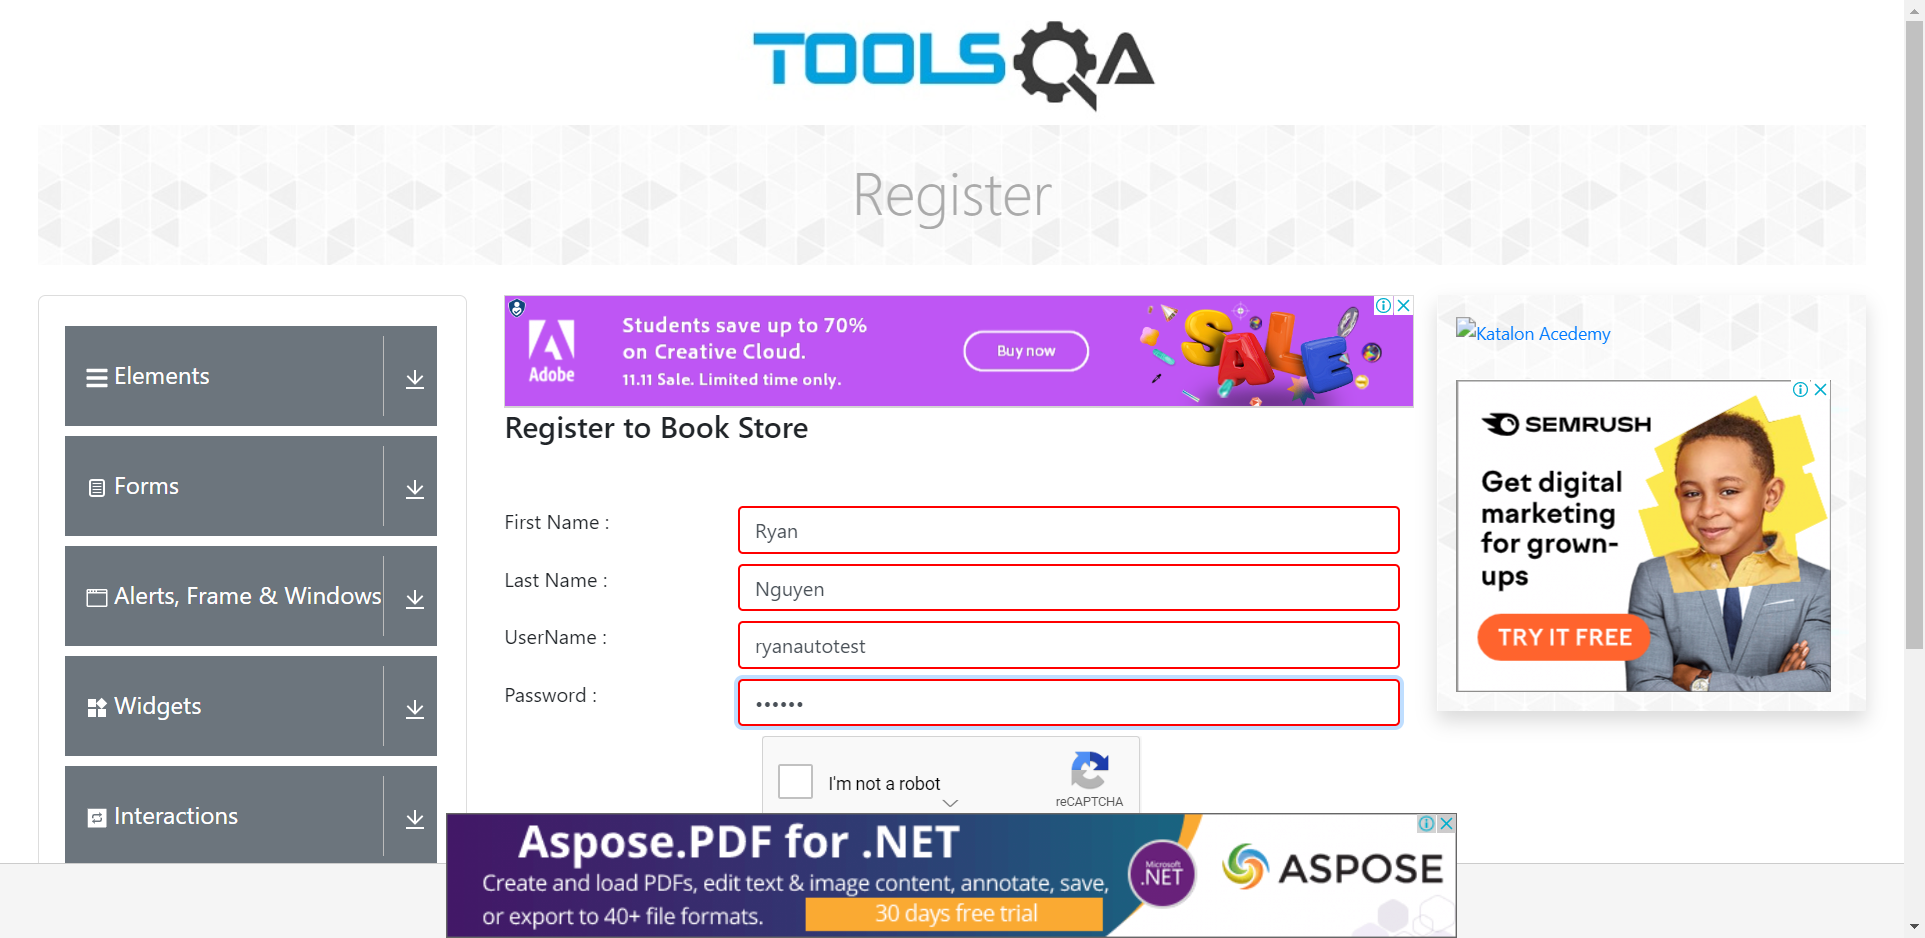 TOOLSQA
Register
Elements
Forms
Alerts, Frame & Windows
Widgets
Interactions
Adobe
Students save up to 70%
on Creative Cloud.
11.11 Sale. Limited time only.
Buy now
SALE
Register to Book Store
First Name :
Ryan
Last Name :
Nguyen
UserName :
ryanautotest
Password :
••••••
I'm not a robot
reCAPTCHA
Katalon Acedemy
SEMRUSH
Get digital
marketing
for grown-
ups
TRY IT FREE
Aspose.PDF for .NET
Create and load PDFs, edit text & image content, annotate, save,
or export to 40+ file formats.
30 days free trial
Microsoft
.NET
ASPOSE